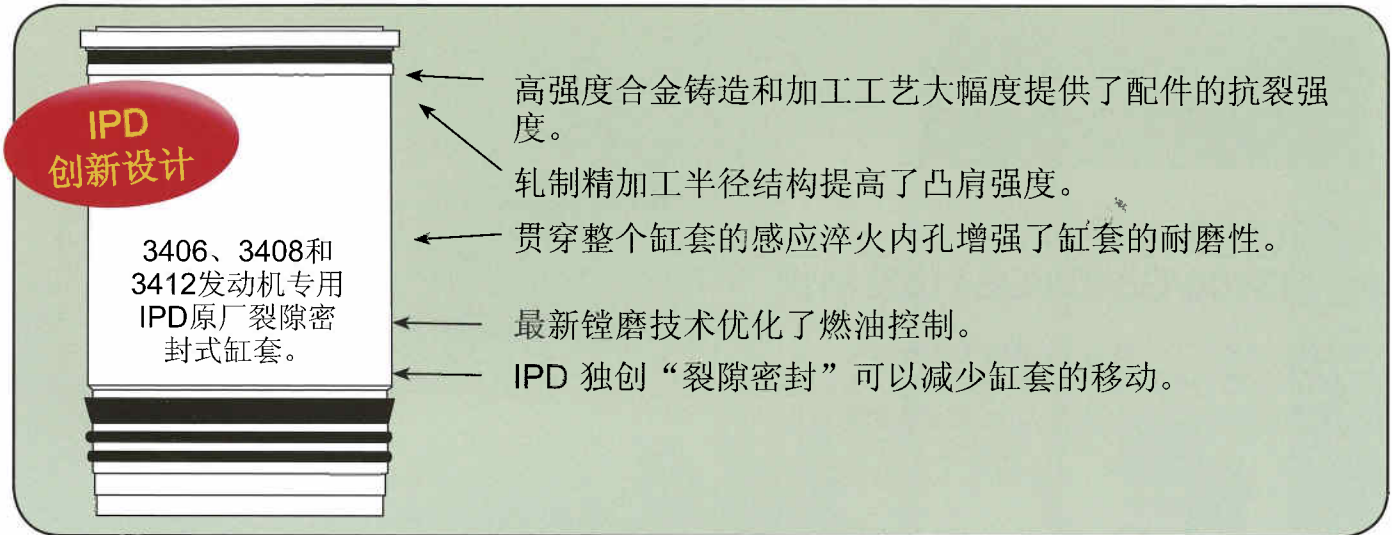 IPD
创新设计
3406、3408和
3412发动机专用
IPD原厂裂隙密
封式缸套。
高强度合金铸造和加工工艺大幅度提供了配件的抗裂强
度。
轧制精加工半径结构提高了凸肩强度。
贯穿整个缸套的感应淬火内孔增强了缸套的耐磨性。
最新镗磨技术优化了燃油控制。
IPD 独创“裂隙密封”可以减少缸套的移动。